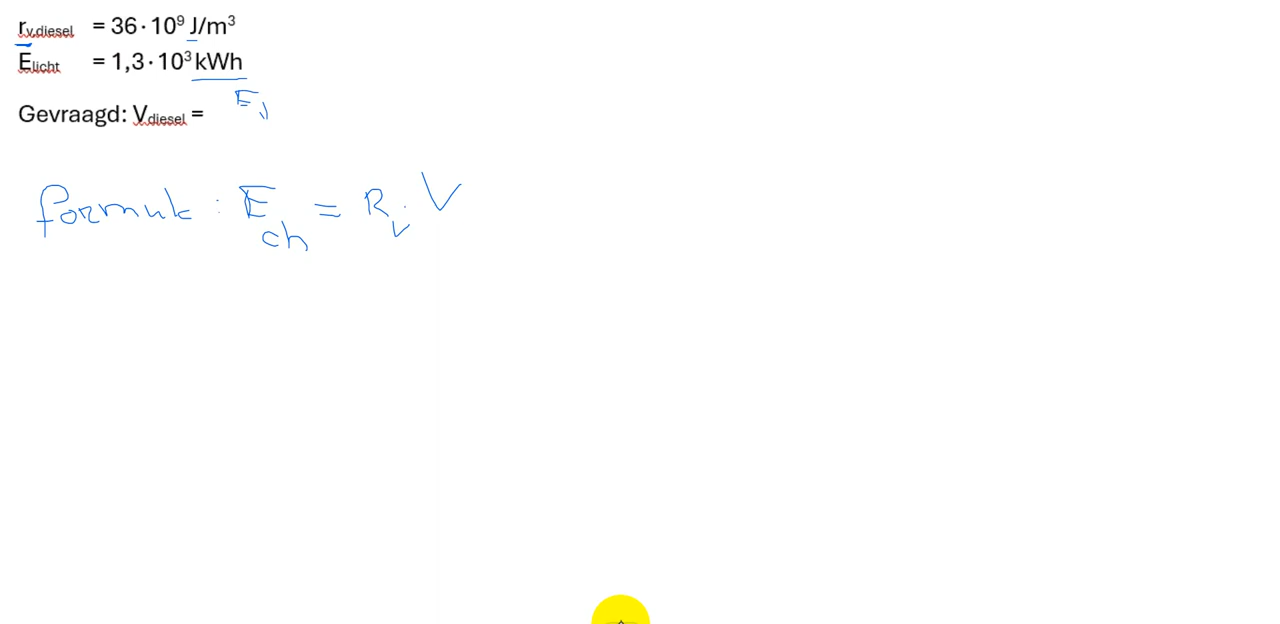 rv,diesel = 36 · 10⁹ J/m³
Elicht = 1,3 · 10³ kWh
E
Gevraagd: Vdiesel =
formule : Ech = Rv · V